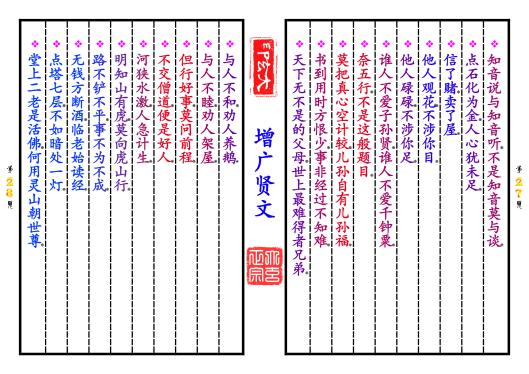 知音说与知音听.不是知音莫与谈.
点石化为金.人心犹未足.
信了赌.卖了屋.
他人观花.不涉你目.
他人碌碌.不涉你足.
谁人不爱子孙贤.谁人不爱千钟粟.
奈五行.不是这般题目.
莫把真心空计较.儿孙自有儿孙福.
书到用时方恨少.事非经过不知难.
天下无不是的父母.世上最难得者兄弟.
第27页
增广贤文
与人不和.劝人养鹅.
与人不睦.劝人架屋.
但行好事.莫问前程.
不交僧道.便是好人.
河狭水激.人急计生.
明知山有虎.莫向虎山行.
路不铲不平.事不为不成.
无钱方断酒.临老始读经.
点塔七层.不如暗处一灯.
堂上二老是活佛.何用灵山朝世尊.
第28页